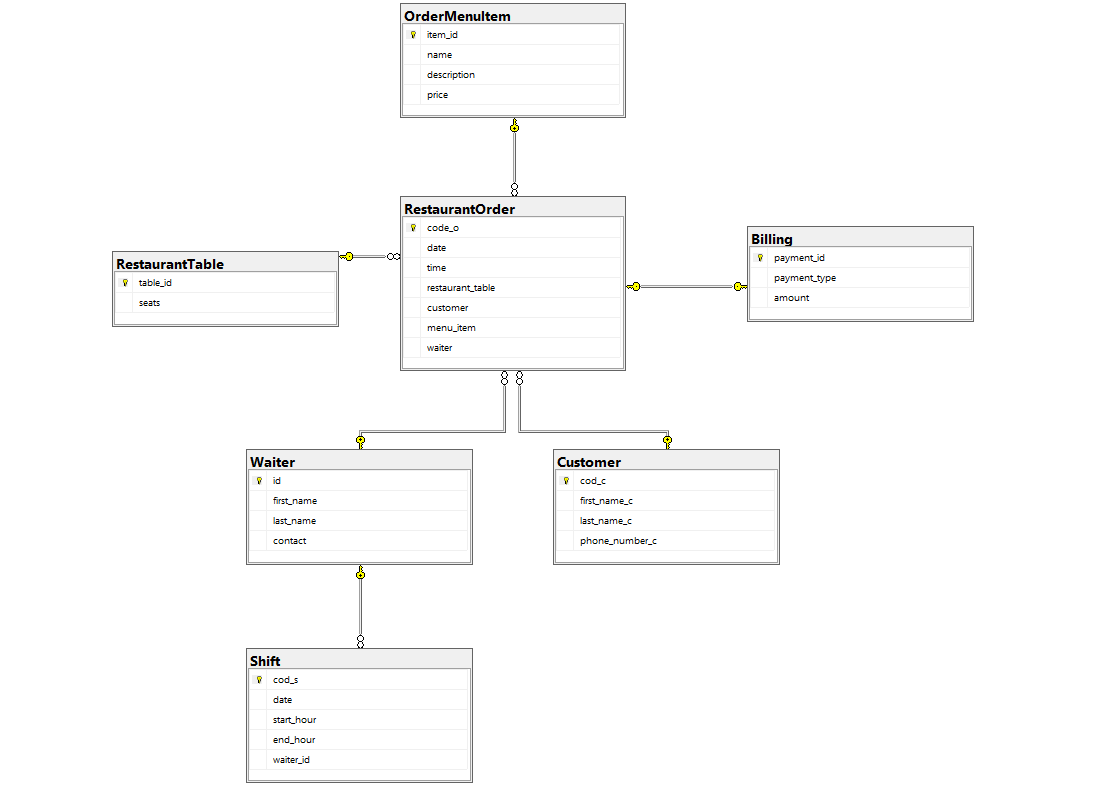 OrderMenuItem
item_id
name
description
price
RestaurantOrder
code_o
date
time
restaurant_table
customer
menu_item
waiter
RestaurantTable
table_id
seats
Billing
payment_id
payment_type
amount
Waiter
id
first_name
last_name
contact
Customer
cod_c
first_name_c
last_name_c
phone_number_c
Shift
cod_s
date
start_hour
end_hour
waiter_id